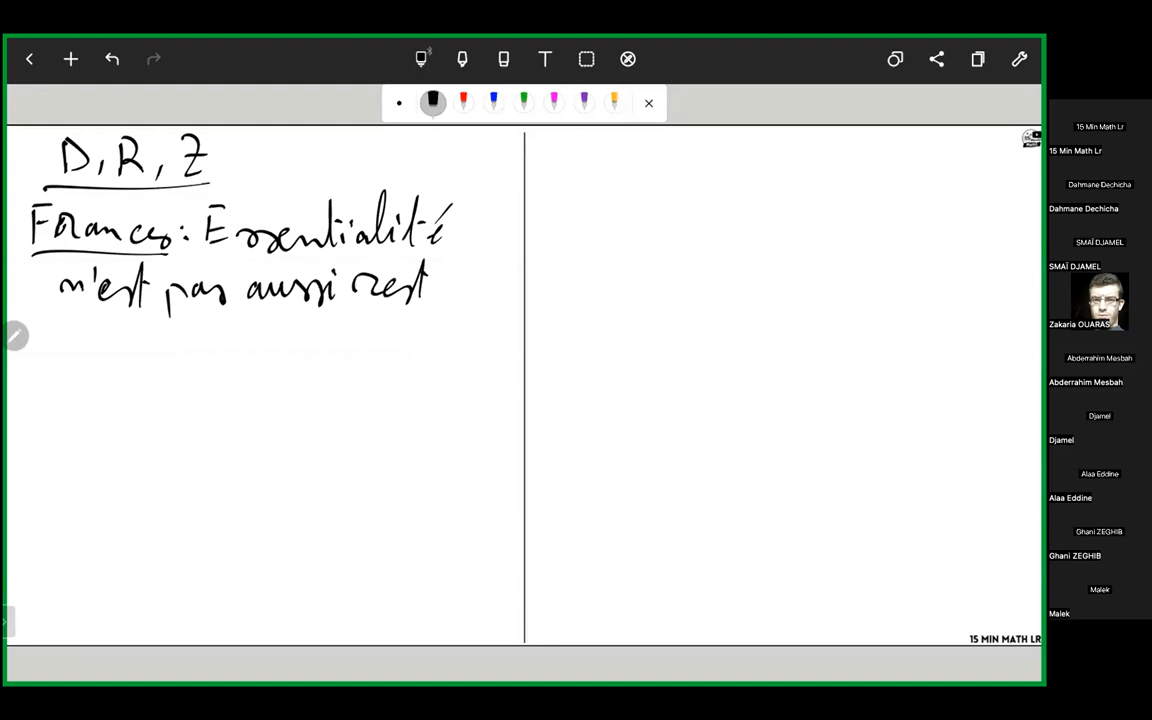 D, R, Z
Frances: Essentialité
n'est pas aussi rest
15 MIN MATH LR
15 Min Math Lr
15 Min Math Lr
Dahmane Dechicha
Dahmane Dechicha
SMAÏ DJAMEL
SMAÏ DJAMEL
Zakaria OUARAS
Abderrahim Mesbah
Abderrahim Mesbah
Djamel
Djamel
Alaa Eddine
Alaa Eddine
Ghani ZEGHIB
Ghani ZEGHIB
Malek
Malek